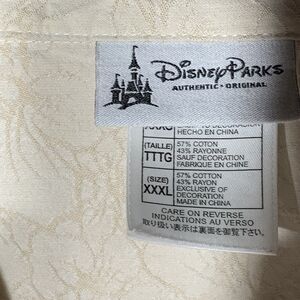 Disney Parks
AUTHENTIC • ORIGINAL
HECHO EN CHINA
(TAILLE)
TTTG
57% COTON
43% RAYONNE
SAUF DECORATION
FABRIQUE EN CHINE
(SIZE)
XXXL
57% COTTON
43% RAYON
EXCLUSIVE OF
DECORATION
MADE IN CHINA
CARE ON REVERSE
INDICATIONS AU VERSO
取り扱い表示は裏面を御覧下さい。